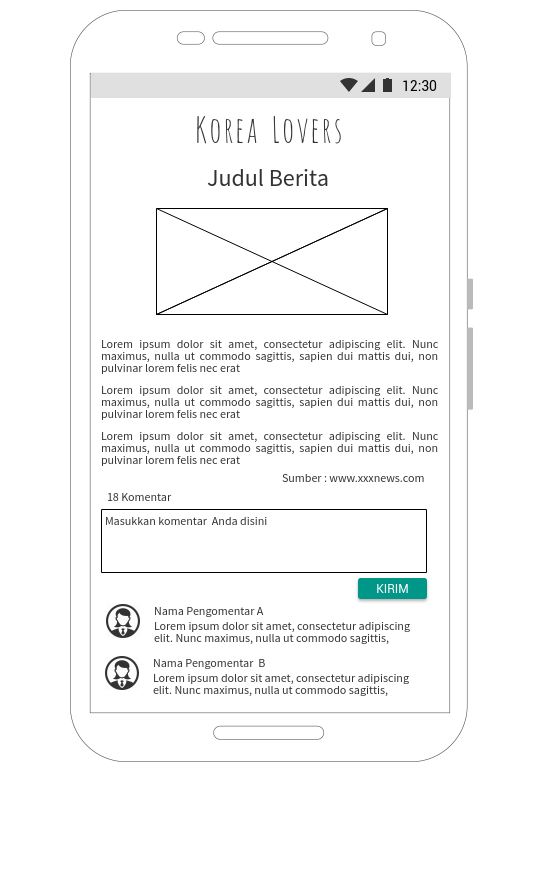 12:30
Korea Lovers
Judul Berita
Lorem ipsum dolor sit amet, consectetur adipiscing elit. Nunc
maximus, nulla ut commodo sagittis, sapien dui mattis dui, non
pulvinar lorem felis nec erat
Lorem ipsum dolor sit amet, consectetur adipiscing elit. Nunc
maximus, nulla ut commodo sagittis, sapien dui mattis dui, non
pulvinar lorem felis nec erat
Lorem ipsum dolor sit amet, consectetur adipiscing elit. Nunc
maximus, nulla ut commodo sagittis, sapien dui mattis dui, non
pulvinar lorem felis nec erat
Sumber : www.xxxnews.com
18 Komentar
Masukkan komentar Anda disini
KIRIM
Nama Pengomentar A
Lorem ipsum dolor sit amet, consectetur adipiscing
elit. Nunc maximus, nulla ut commodo sagittis,
Nama Pengomentar B
Lorem ipsum dolor sit amet, consectetur adipiscing
elit. Nunc maximus, nulla ut commodo sagittis,